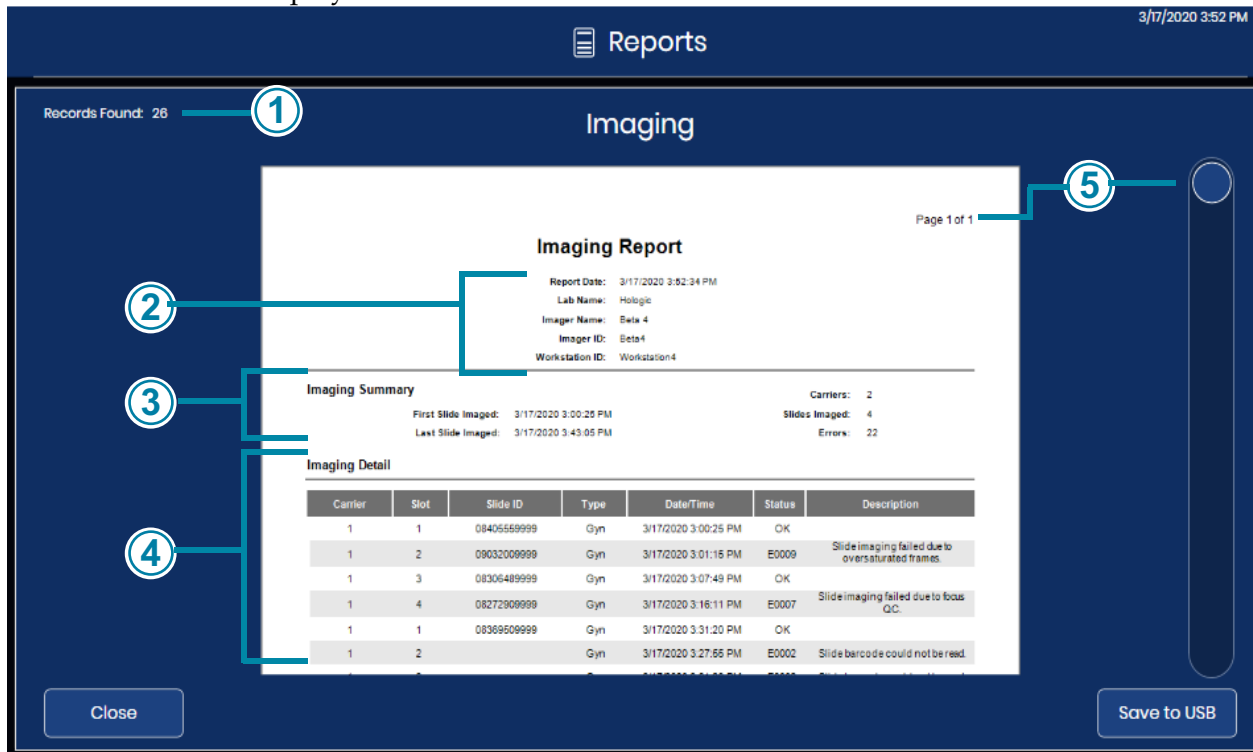 3/17/2020 3:52 PM
Reports
Records Found: 26
1
Imaging
5
Page 1 of 1
Imaging Report
2
Report Date: 3/17/2020 3:52:34 PM
Lab Name: Hologic
Imager Name: Beta 4
Imager ID: Beta4
Workstation ID: Workstation4
3
Imaging Summary
Carriers: 2
First Slide Imaged: 3/17/2020 3:00:25 PM
Slides Imaged: 4
Last Slide Imaged: 3/17/2020 3:43:05 PM
Errors: 22
4
Imaging Detail
Carrier Slot Slide ID Type Date/Time Status Description
1 1 08405559999 Gyn 3/17/2020 3:00:25 PM OK
1 2 09032009999 Gyn 3/17/2020 3:01:15 PM E0009 Slide imaging failed due to
oversaturated frames.
1 3 08306489999 Gyn 3/17/2020 3:07:49 PM OK
1 4 08272909999 Gyn 3/17/2020 3:16:11 PM E0007 Slide imaging failed due to focus
QC.
1 1 08369509999 Gyn 3/17/2020 3:31:20 PM OK
1 2 Gyn 3/17/2020 3:27:55 PM E0002 Slide barcode could not be read.
Close
Save to USB